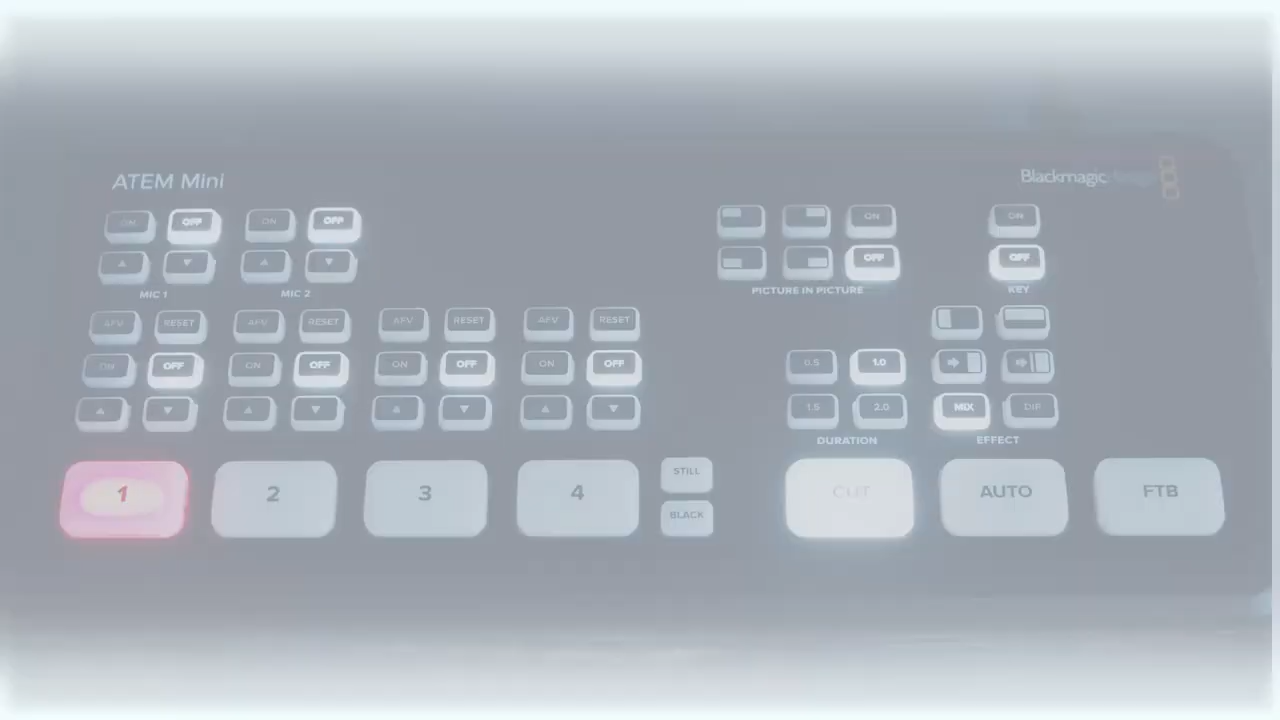 ATEM Mini
Blackmagicdesign
ON OFF ON OFF
ON ON
OFF OFF
MIC 1 MIC 2
PICTURE IN PICTURE KEY
AFV RESET AFV RESET AFV RESET AFV RESET
ON OFF ON OFF ON OFF ON OFF
0.5 1.0
1.5 2.0 MIX DIP
DURATION EFFECT
1 2 3 4
STILL
BLACK
CUT AUTO FTB